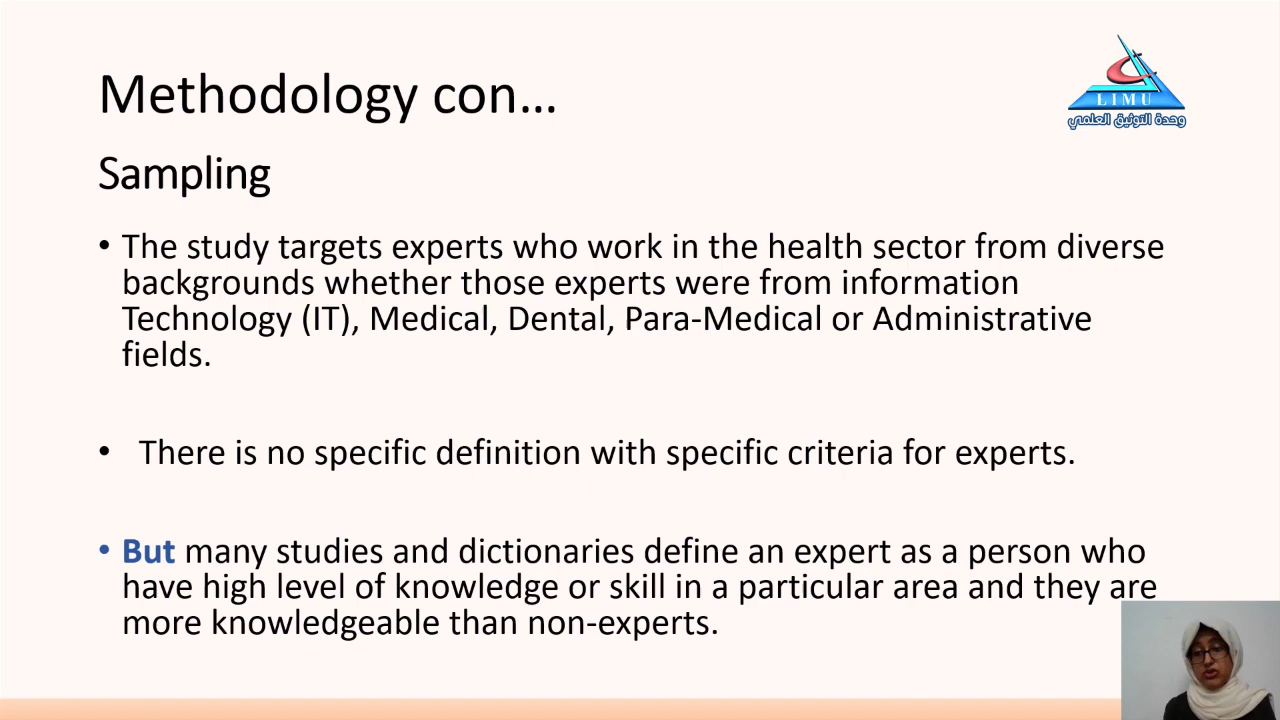 Methodology con...
LIMU
وحدة التوثيق العلمي
Sampling
• The study targets experts who work in the health sector from diverse
backgrounds whether those experts were from information
Technology (IT), Medical, Dental, Para-Medical or Administrative
fields.
• There is no specific definition with specific criteria for experts.
• But many studies and dictionaries define an expert as a person who
have high level of knowledge or skill in a particular area and they are
more knowledgeable than non-experts.